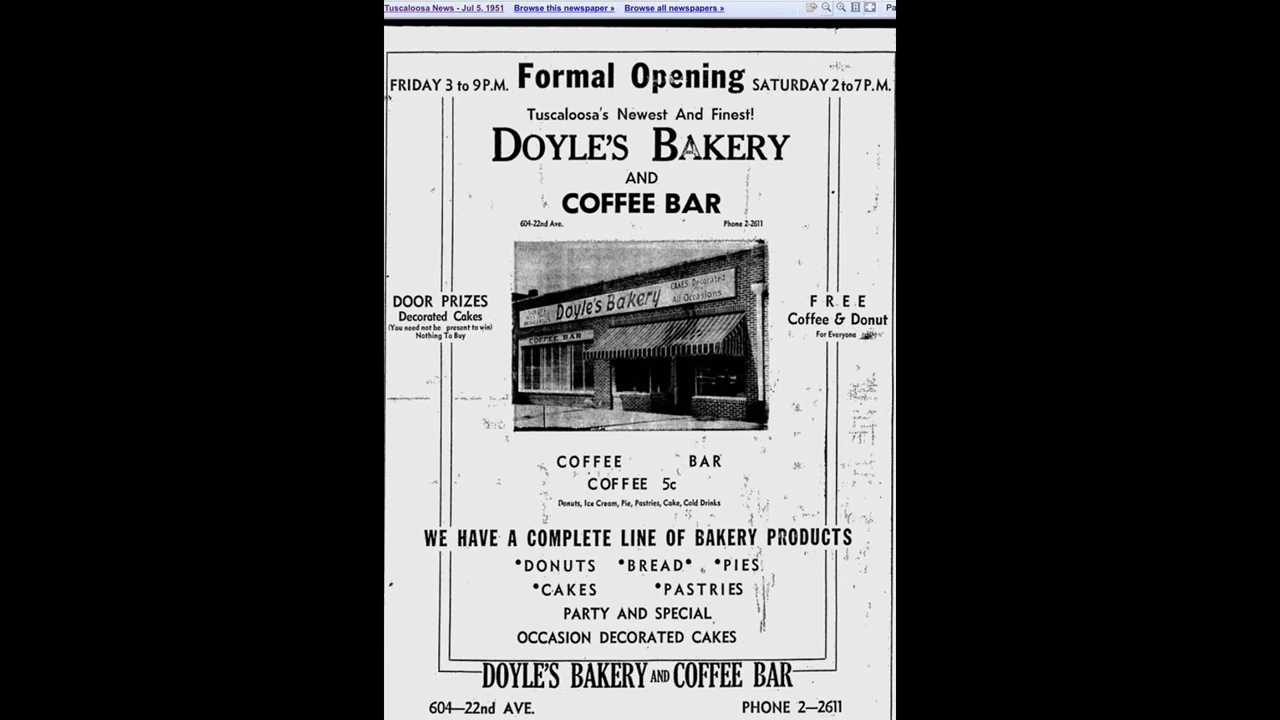 Tuscaloosa News - Jul 5, 1951 Browse this newspaper » Browse all newspapers » Pa
FRIDAY 3 to 9 P.M. Formal Opening SATURDAY 2 to 7 P.M.
Tuscaloosa's Newest And Finest!
DOYLE'S BAKERY
AND
COFFEE BAR
604-22nd Ave. Phone 2-2611
Doyle's Bakery
CAKES Decorated
All Occasions
COFFEE BAR
DOOR PRIZES
Decorated Cakes
(You need not be present to win)
Nothing To Buy
FREE
Coffee & Donut
For Everyone
COFFEE BAR
COFFEE 5c
Donuts, Ice Cream, Pie, Pastries, Cake, Cold Drinks
WE HAVE A COMPLETE LINE OF BAKERY PRODUCTS
•DONUTS •BREAD• •PIES
•CAKES •PASTRIES
PARTY AND SPECIAL
OCCASION DECORATED CAKES
DOYLE'S BAKERY AND COFFEE BAR
604—22nd AVE. PHONE 2—2611